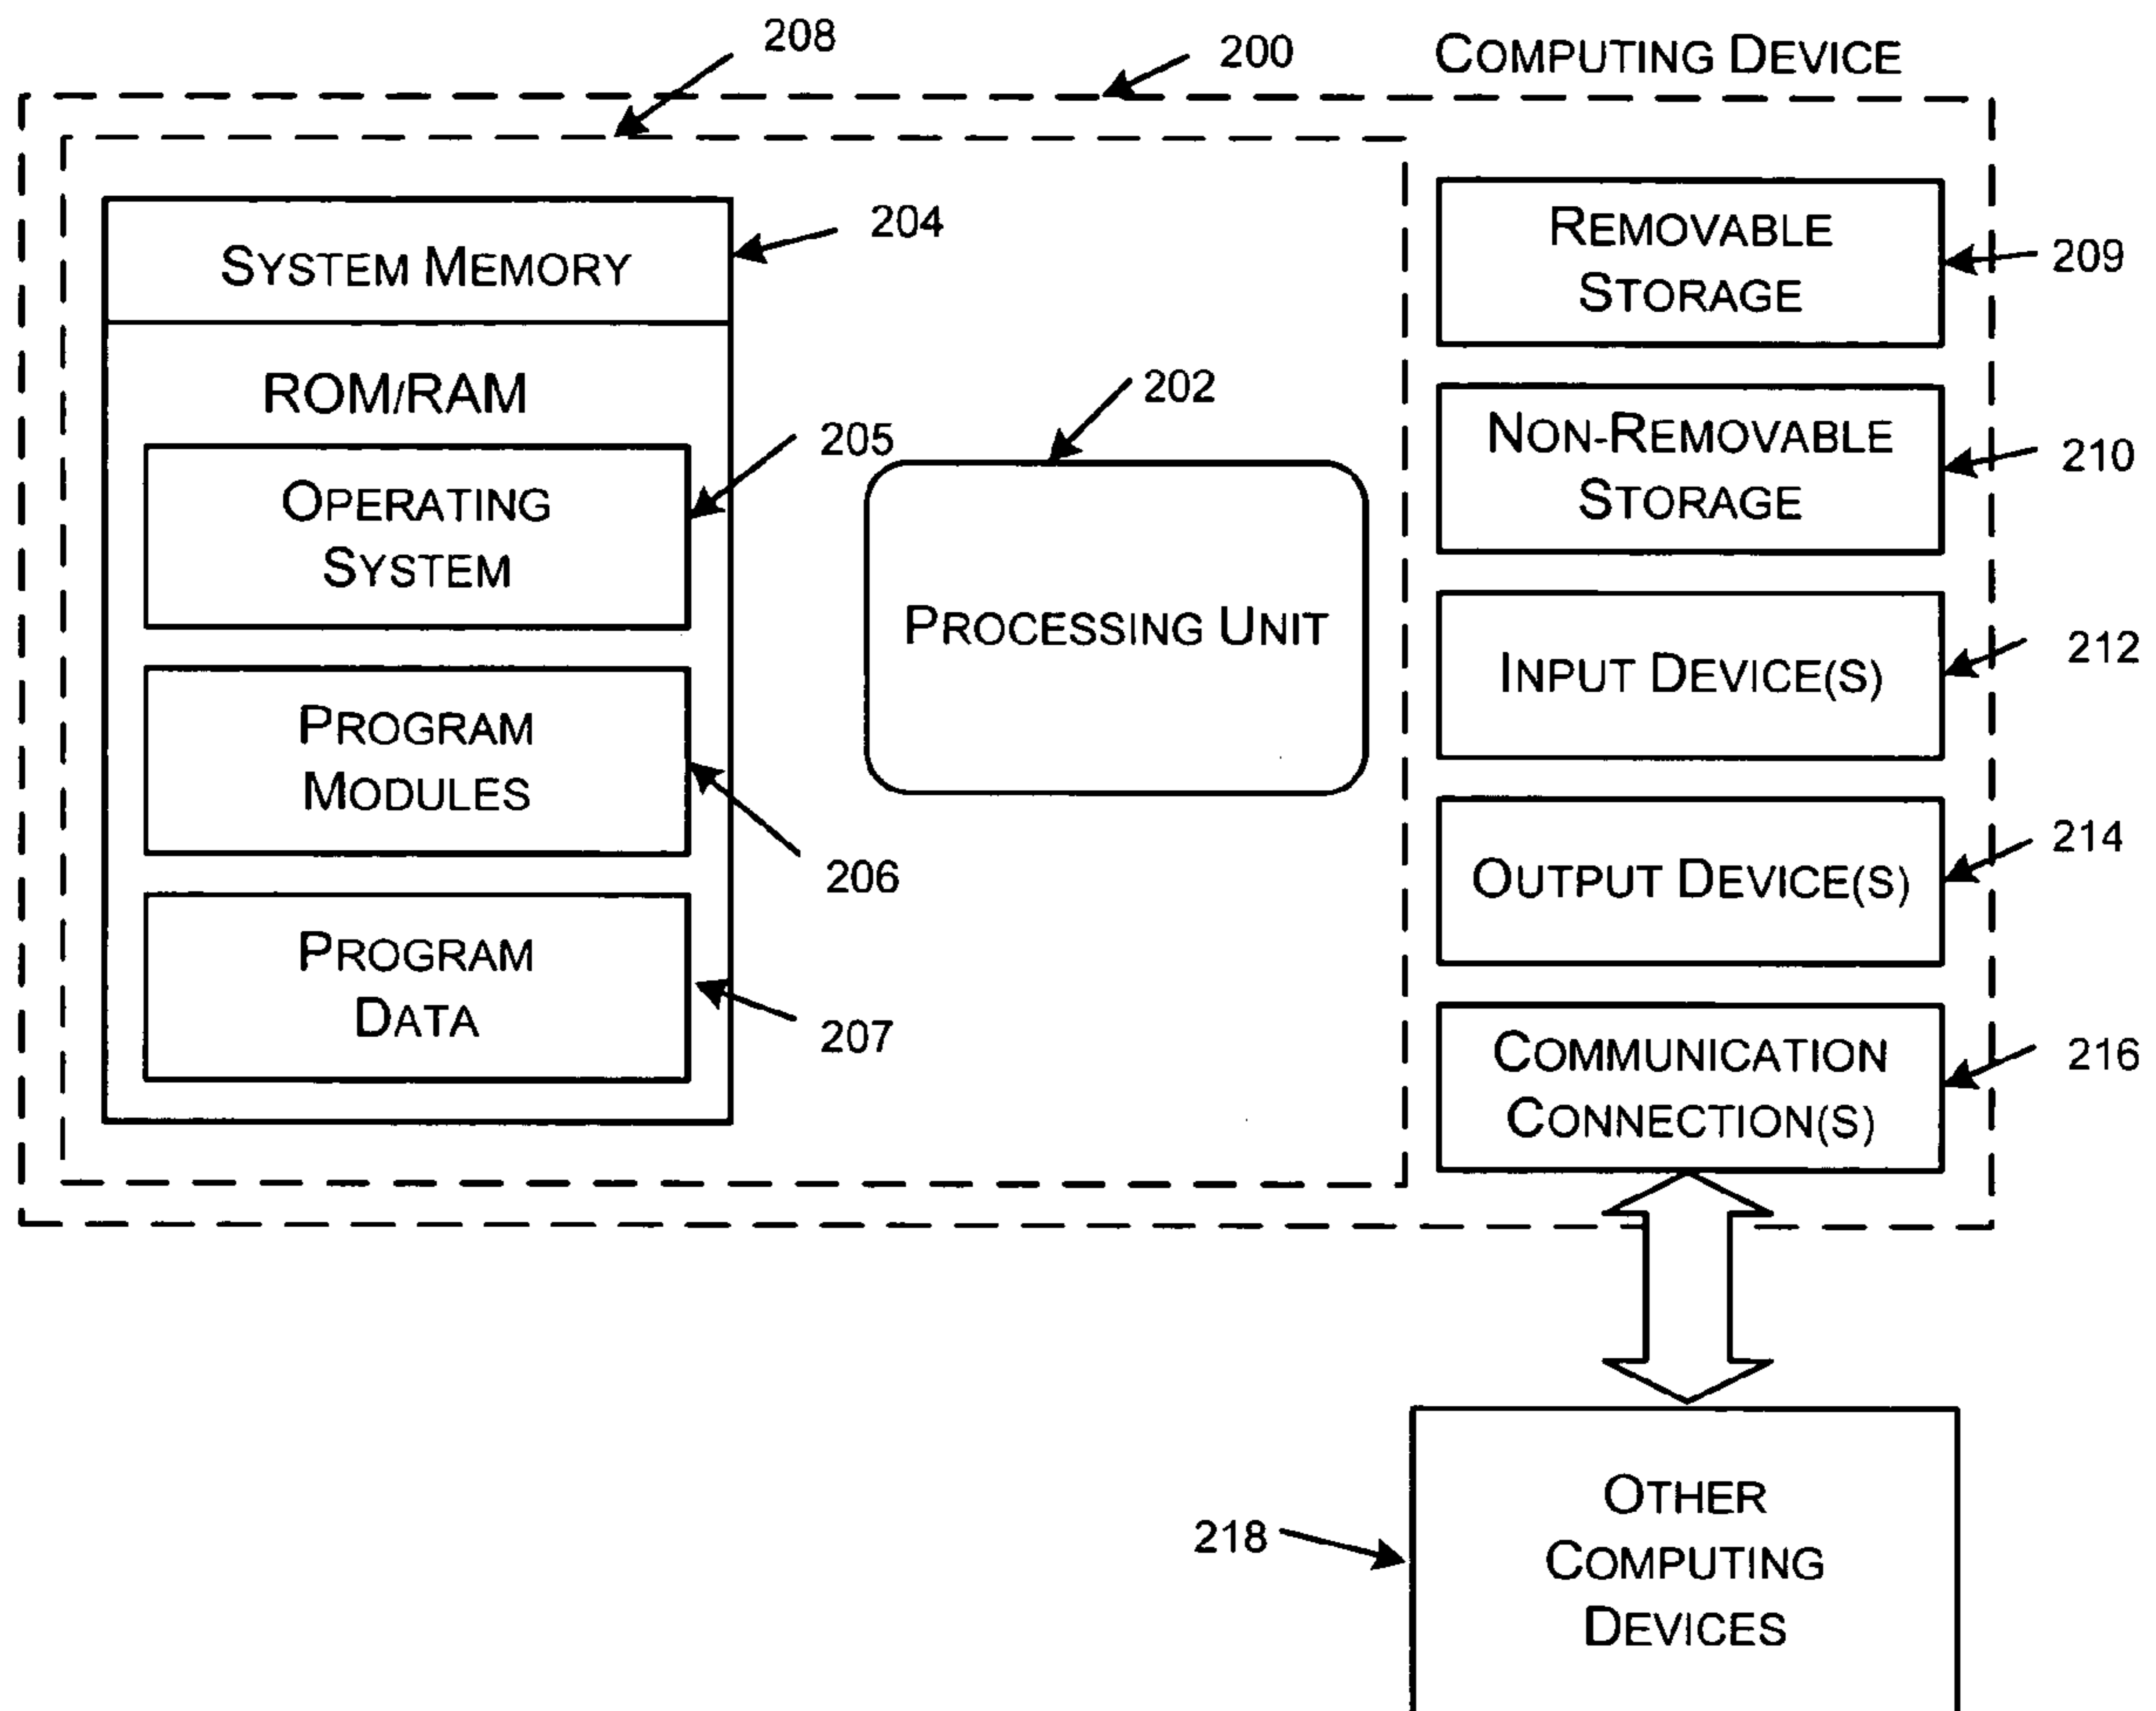 208
200
COMPUTING DEVICE
SYSTEM MEMORY
204
ROM/RAM
OPERATING
SYSTEM
205
PROGRAM
MODULES
206
PROGRAM
DATA
207
202
PROCESSING UNIT
REMOVABLE
STORAGE
209
NON-REMOVABLE
STORAGE
210
INPUT DEVICE(S)
212
OUTPUT DEVICE(S)
214
COMMUNICATION
CONNECTION(S)
216
218
OTHER
COMPUTING
DEVICES